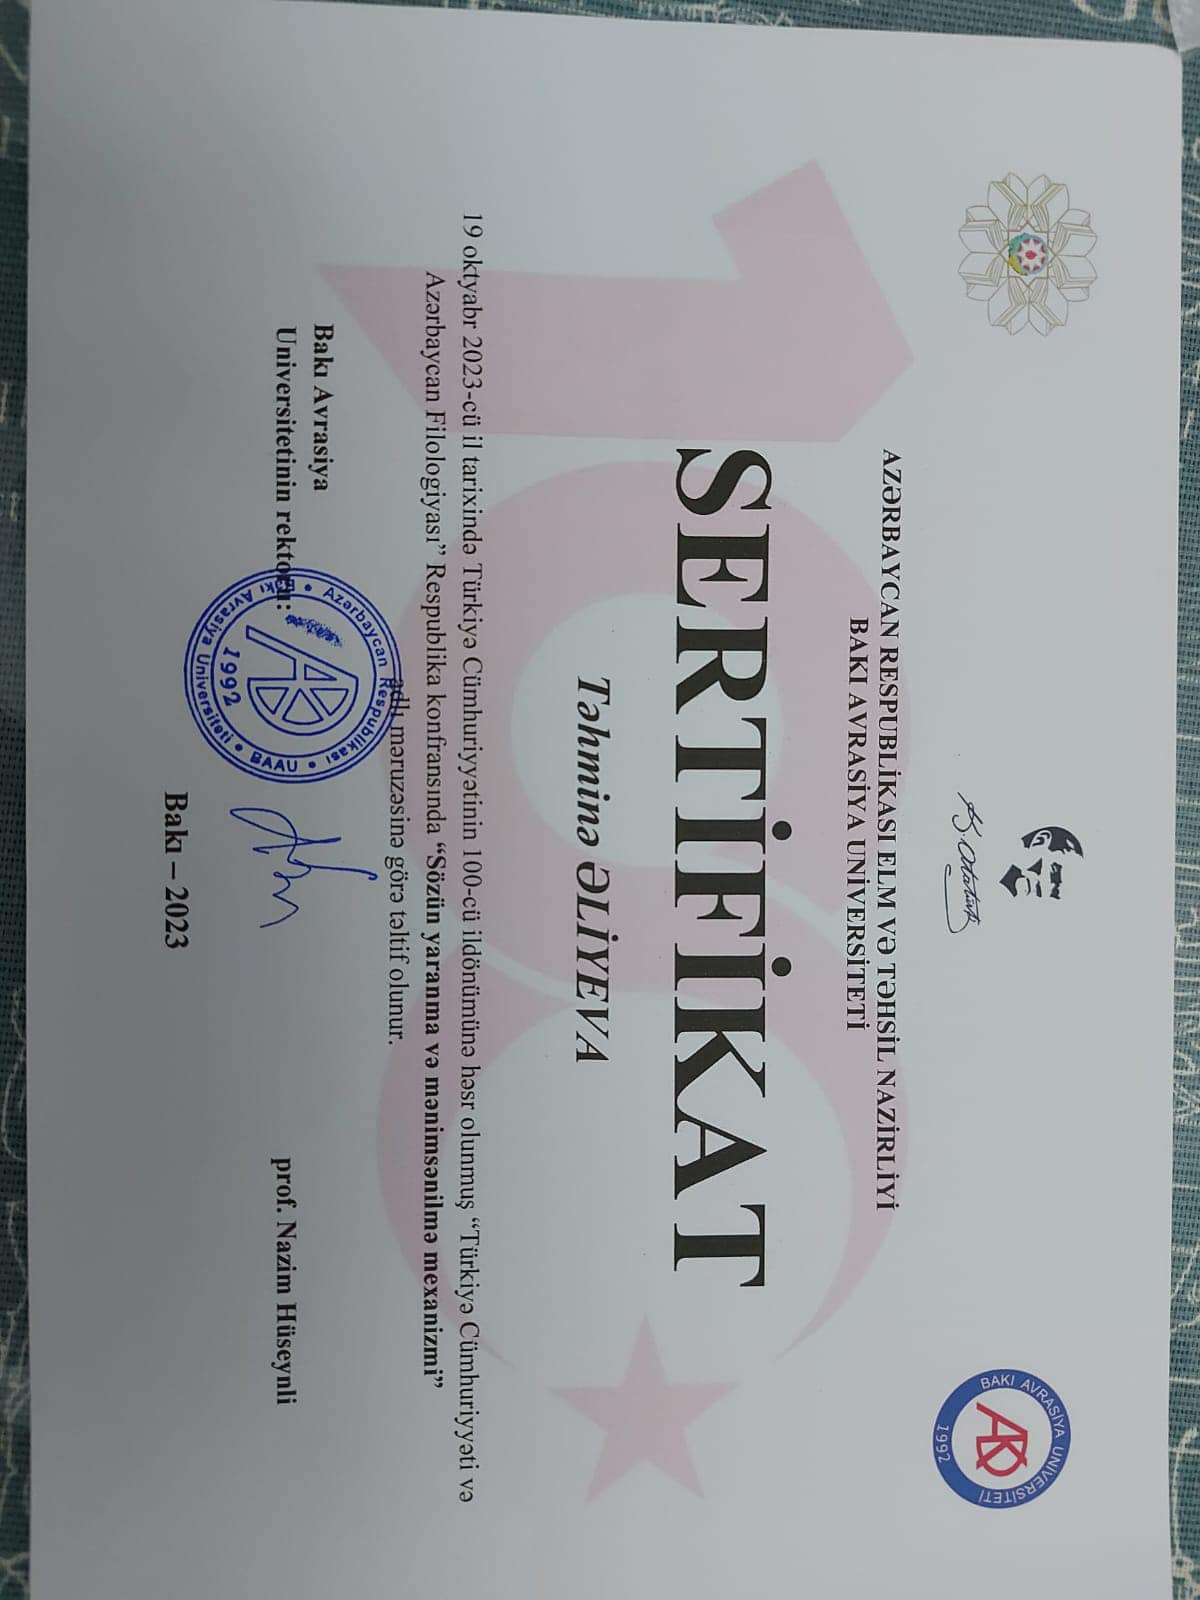 K. Atatürk
BAKI AVRASİYA UNİVERSİTETİ
1992
AZƏRBAYCAN RESPUBLİKASI ELM VƏ TƏHSİL NAZİRLİYİ
BAKI AVRASİYA UNİVERSİTETİ
SERTİFİKAT
Təhminə ƏLİYEVA
19 oktyabr 2023-cü il tarixində Türkiyə Cümhuriyyətinin 100-cü ildönümünə həsr olunmuş “Türkiyə Cümhuriyyəti və
Azərbaycan Filologiyası” Respublika konfransında “Sözün yaranma və mənimsənilmə mexanizmi”
adlı məruzəsinə görə təltif olunur.
Bakı Avrasiya
Universitetinin rektoru:
prof. Nazim Hüseynli
Azərbaycan Respublikası • BAAU • Bakı Avrasiya Universiteti •
1992
Bakı – 2023